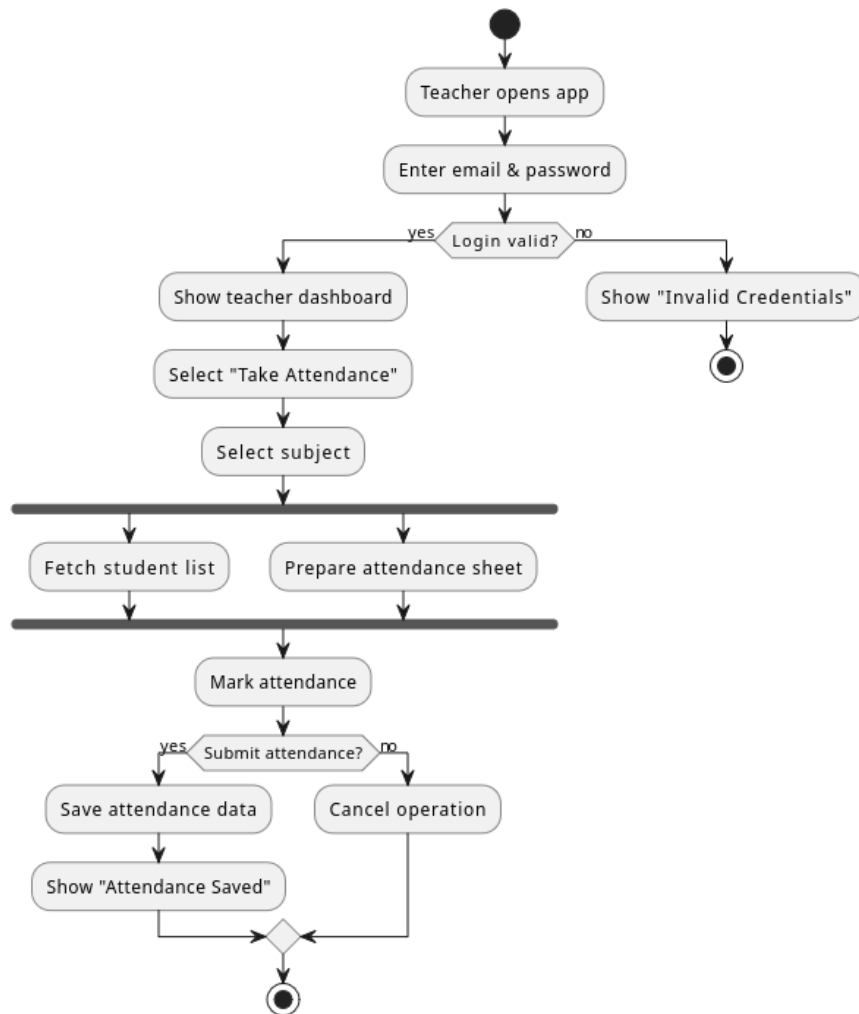 Teacher opens app
Enter email & password
yes
Login valid?
no
Show teacher dashboard
Show "Invalid Credentials"
Select "Take Attendance"
Select subject
Fetch student list
Prepare attendance sheet
Mark attendance
yes
Submit attendance?
no
Save attendance data
Cancel operation
Show "Attendance Saved"